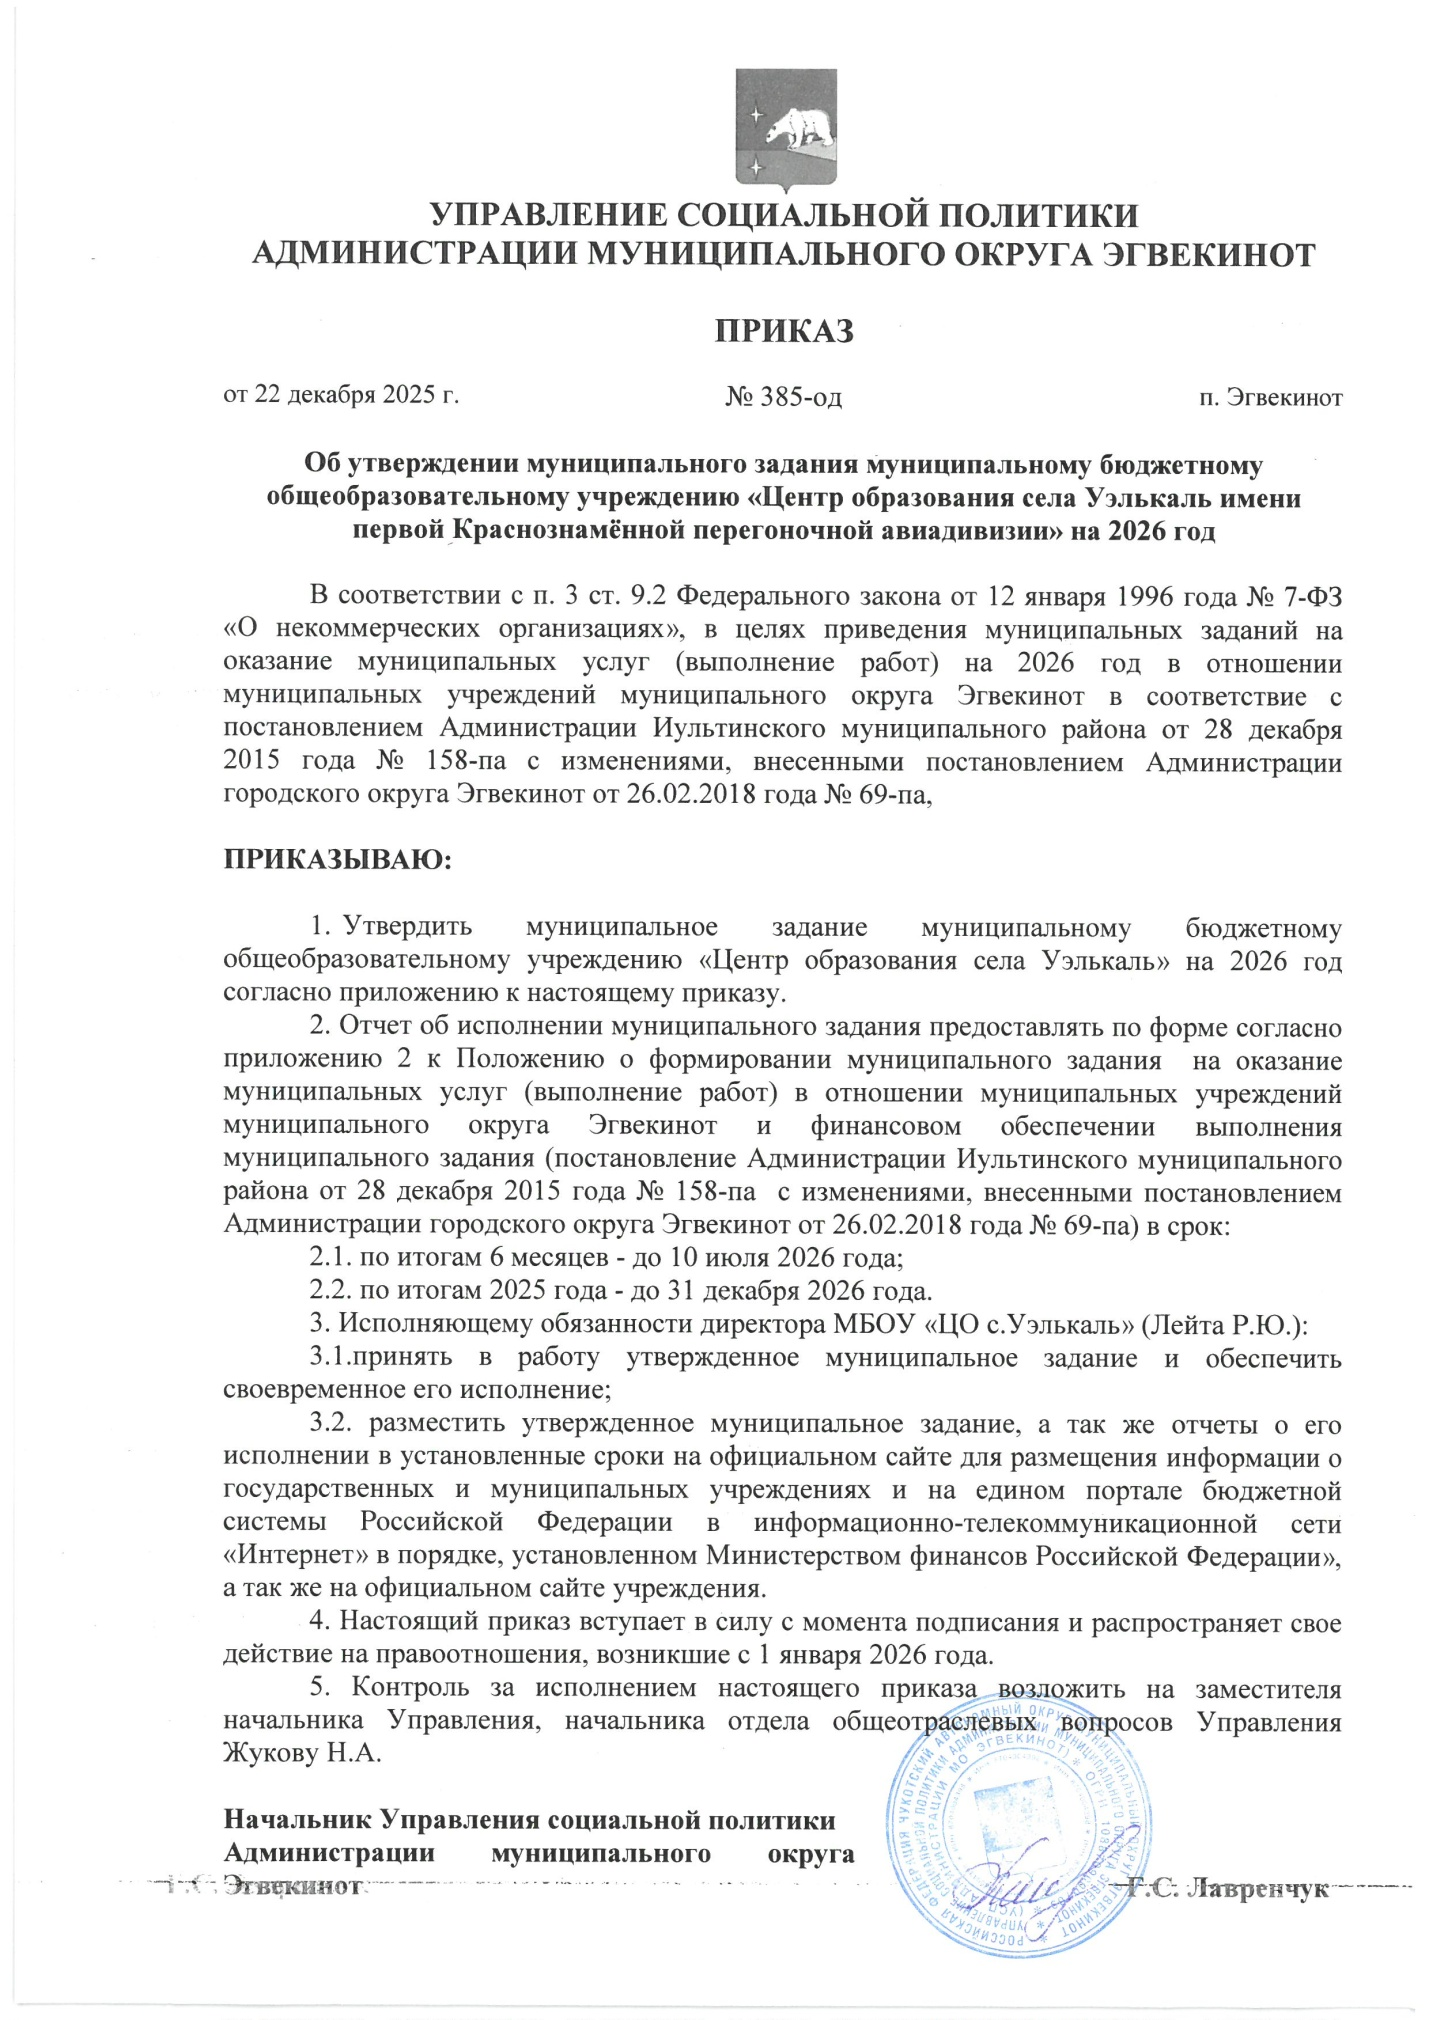 УПРАВЛЕНИЕ СОЦИАЛЬНОЙ ПОЛИТИКИ
АДМИНИСТРАЦИИ МУНИЦИПАЛЬНОГО ОКРУГА ЭГВЕКИНОТ
ПРИКАЗ
от 22 декабря 2025 г. № 385-од п. Эгвекинот
Об утверждении муниципального задания муниципальному бюджетному
общеобразовательному учреждению «Центр образования села Уэлькаль имени
первой Краснознамённой перегоночной авиадивизии» на 2026 год
В соответствии с п. 3 ст. 9.2 Федерального закона от 12 января 1996 года № 7-ФЗ
«О некоммерческих организациях», в целях приведения муниципальных заданий на
оказание муниципальных услуг (выполнение работ) на 2026 год в отношении
муниципальных учреждений муниципального округа Эгвекинот в соответствие с
постановлением Администрации Иультинского муниципального района от 28 декабря
2015 года № 158-па с изменениями, внесенными постановлением Администрации
городского округа Эгвекинот от 26.02.2018 года № 69-па,
ПРИКАЗЫВАЮ:
1. Утвердить муниципальное задание муниципальному бюджетному
общеобразовательному учреждению «Центр образования села Уэлькаль» на 2026 год
согласно приложению к настоящему приказу.
2. Отчет об исполнении муниципального задания предоставлять по форме согласно
приложению 2 к Положению о формировании муниципального задания на оказание
муниципальных услуг (выполнение работ) в отношении муниципальных учреждений
муниципального округа Эгвекинот и финансовом обеспечении выполнения
муниципального задания (постановление Администрации Иультинского муниципального
района от 28 декабря 2015 года № 158-па с изменениями, внесенными постановлением
Администрации городского округа Эгвекинот от 26.02.2018 года № 69-па) в срок:
2.1. по итогам 6 месяцев - до 10 июля 2026 года;
2.2. по итогам 2025 года - до 31 декабря 2026 года.
3. Исполняющему обязанности директора МБОУ «ЦО с.Уэлькаль» (Лейта Р.Ю.):
3.1.принять в работу утвержденное муниципальное задание и обеспечить
своевременное его исполнение;
3.2. разместить утвержденное муниципальное задание, а так же отчеты о его
исполнении в установленные сроки на официальном сайте для размещения информации о
государственных и муниципальных учреждениях и на едином портале бюджетной
системы Российской Федерации в информационно-телекоммуникационной сети
«Интернет» в порядке, установленном Министерством финансов Российской Федерации»,
а так же на официальном сайте учреждения.
4. Настоящий приказ вступает в силу с момента подписания и распространяет свое
действие на правоотношения, возникшие с 1 января 2026 года.
5. Контроль за исполнением настоящего приказа возложить на заместителя
начальника Управления, начальника отдела общеотраслевых вопросов Управления
Жукову Н.А.
Начальник Управления социальной политики
Администрации муниципального округа
Эгвекинот Г.С. Лавренчук